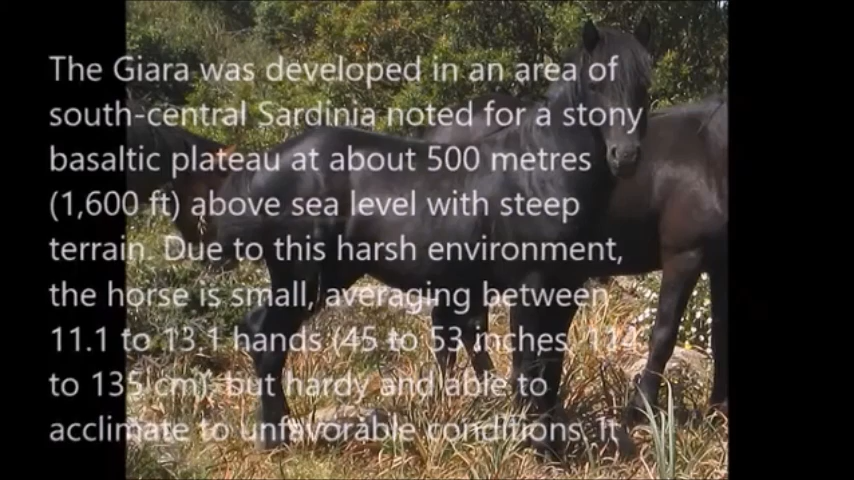 The Giara was developed in an area of
south-central Sardinia noted for a stony
basaltic plateau at about 500 metres
(1,600 ft) above sea level with steep
terrain. Due to this harsh environment,
the horse is small, averaging between
11.1 to 13.1 hands (45 to 53 inches, 114
to 135 cm), but hardy and able to
acclimate to unfavorable conditions. It